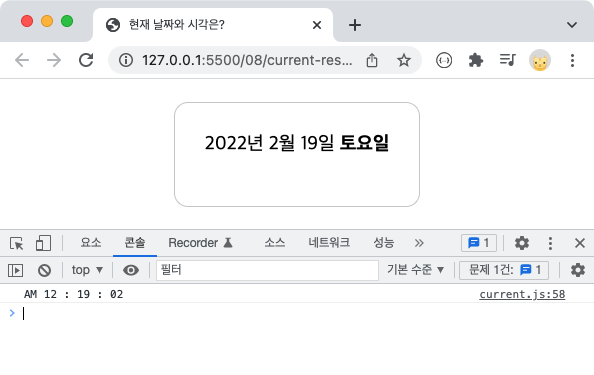 현재 날짜와 시각은?
127.0.0.1:5500/08/current-res...
2022년 2월 19일 토요일
요소 콘솔 Recorder 소스 네트워크 성능 » 1
top ▼ 필터 기본 수준 ▼ 문제 1건: 1
AM 12 : 19 : 02 current.js:58